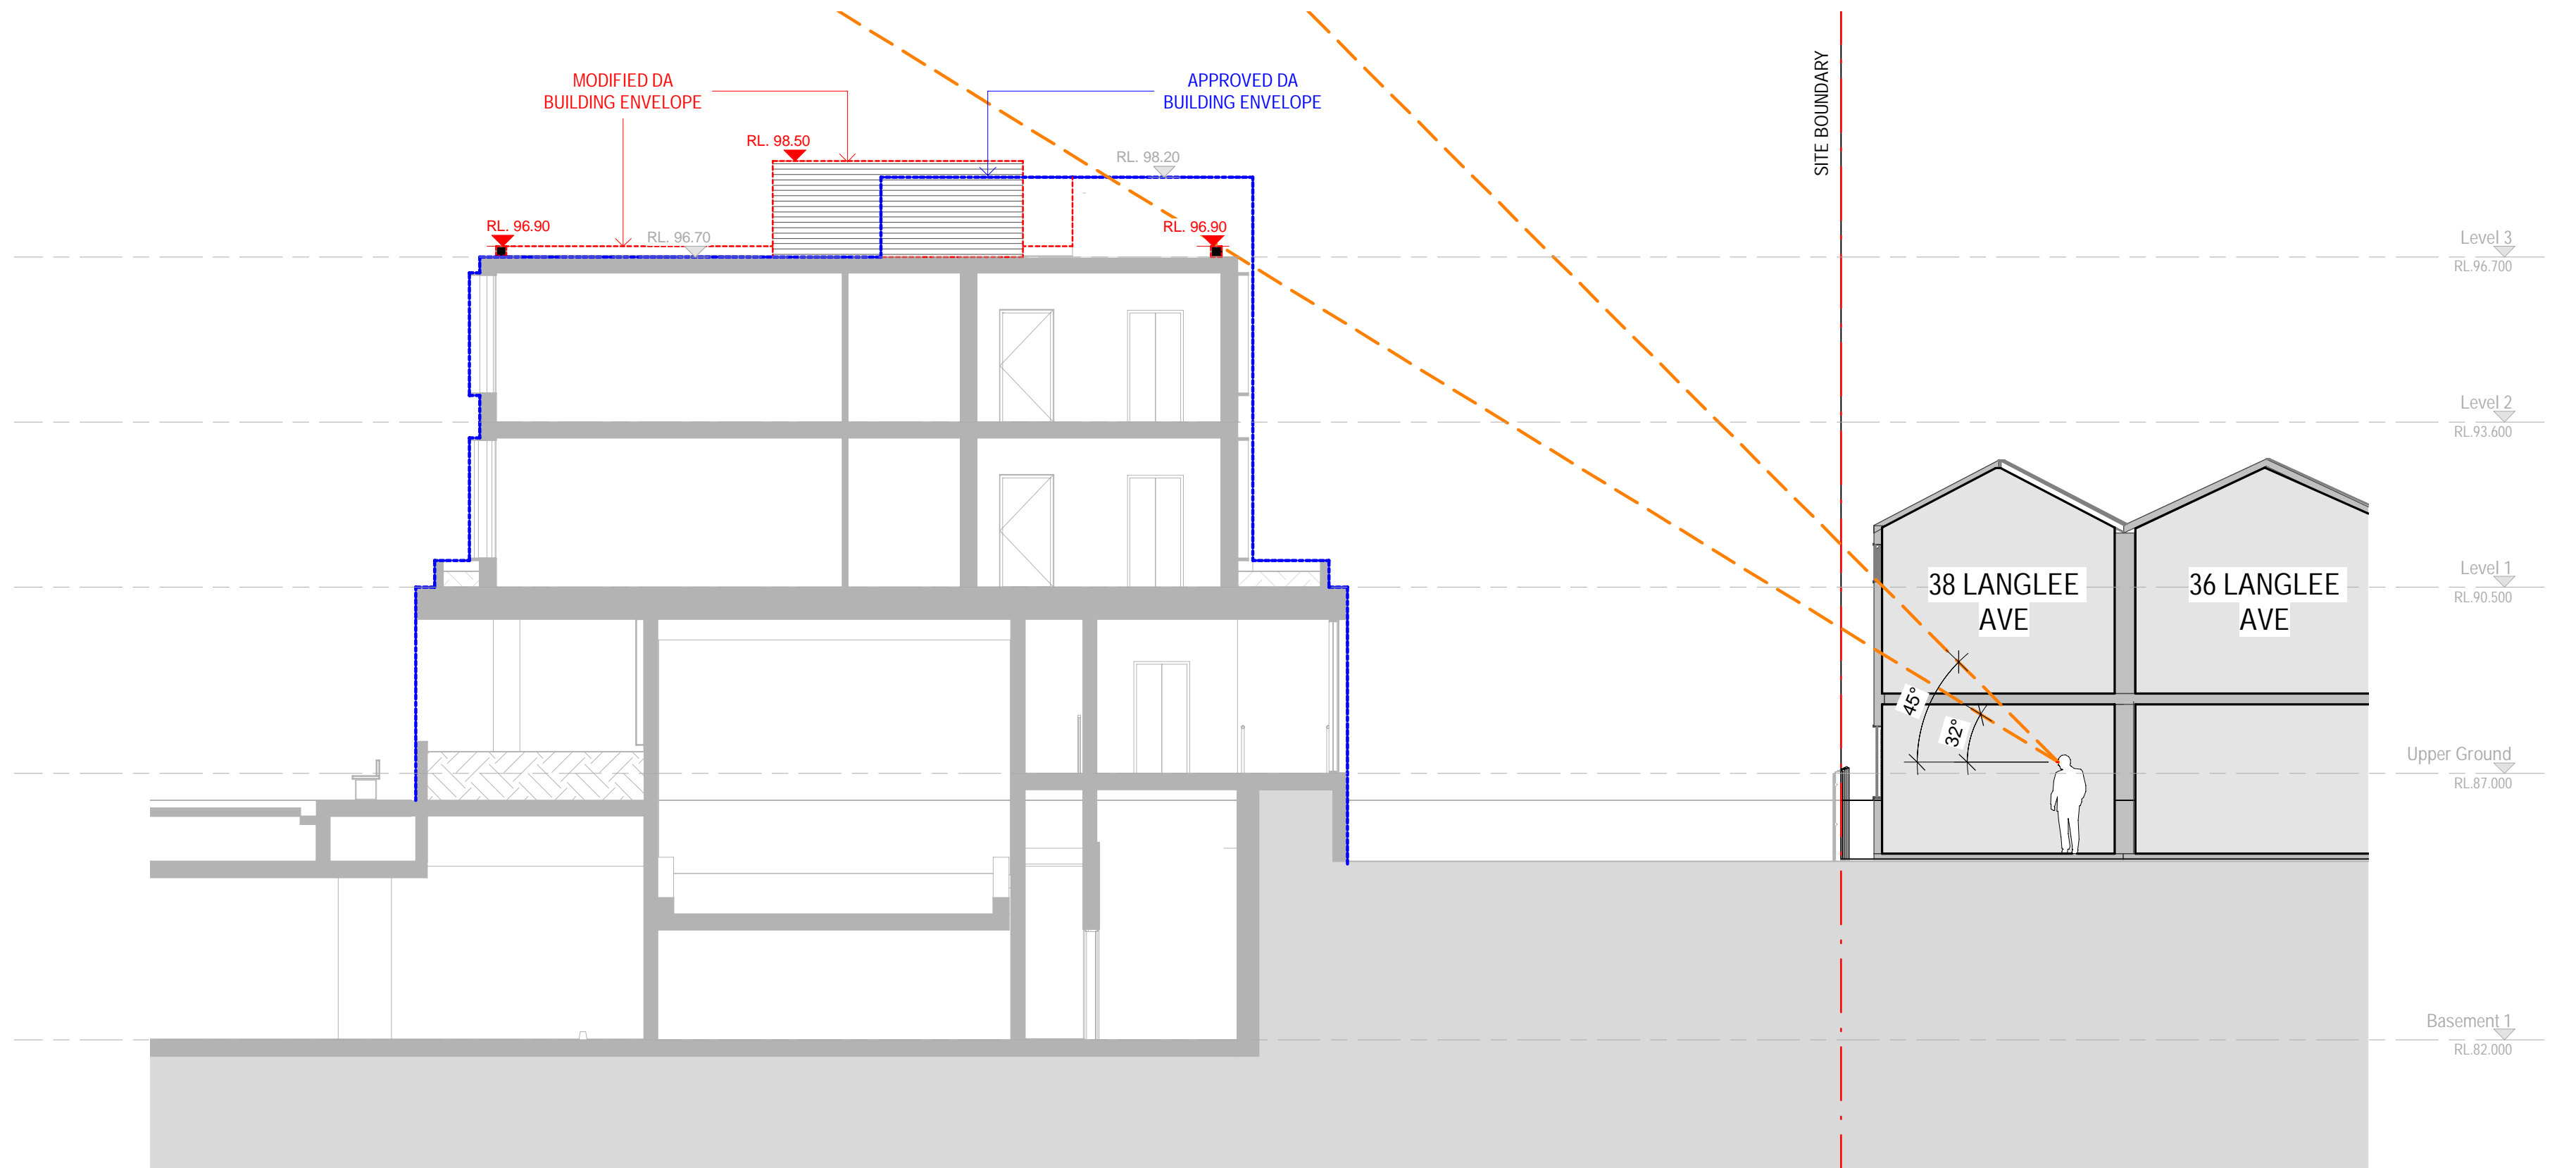 MODIFIED DA
BUILDING ENVELOPE
APPROVED DA
BUILDING ENVELOPE
SITE BOUNDARY
RL. 98.50
RL. 98.20
RL. 96.90
RL. 96.70
RL. 96.90
Level 3
RL.96.700
Level 2
RL.93.600
Level 1
RL.90.500
38 LANGLEE
AVE
36 LANGLEE
AVE
45°
32°
Upper Ground
RL.87.000
Basement 1
RL.82.000